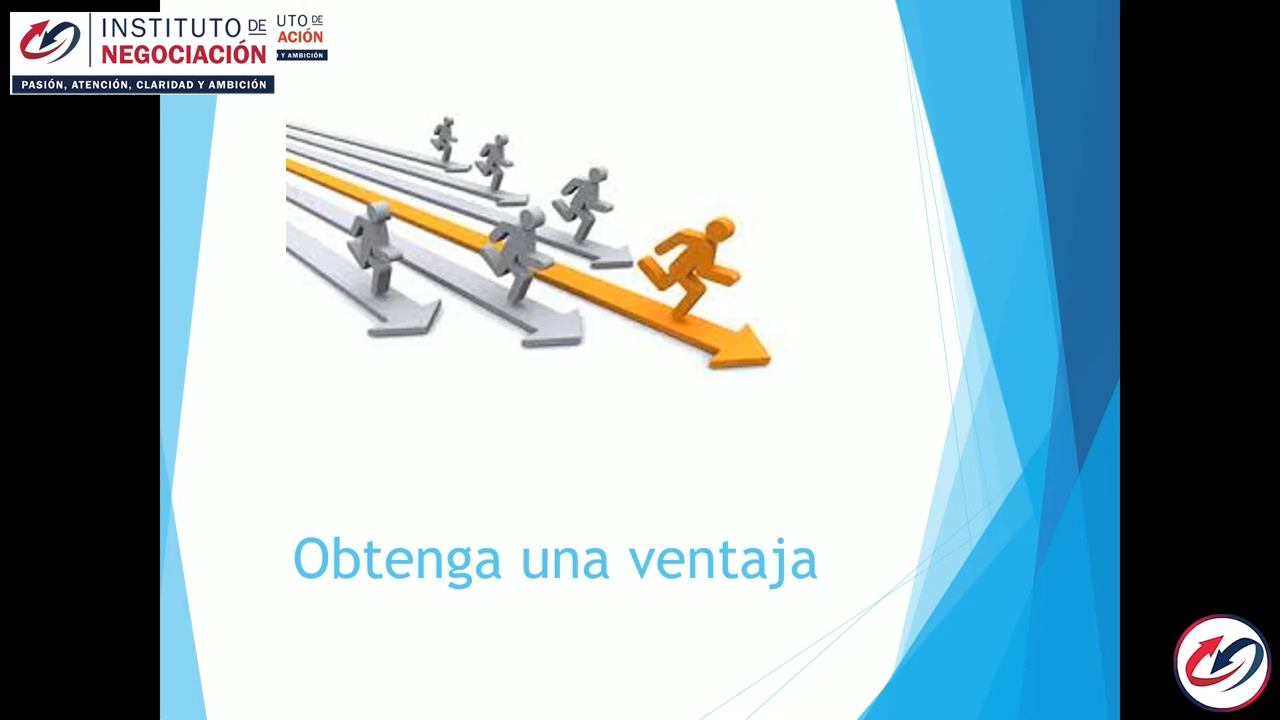 INSTITUTO DE
NEGOCIACIÓN
PASIÓN, ATENCIÓN, CLARIDAD Y AMBICIÓN
UTO DE
ACIÓN
Y AMBICIÓN
Obtenga una ventaja